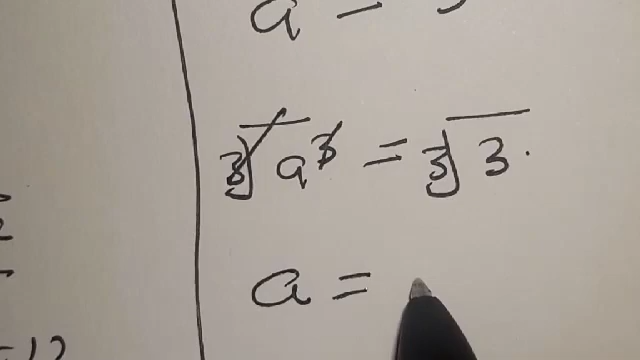 ∛a³ = ∛3.
a =